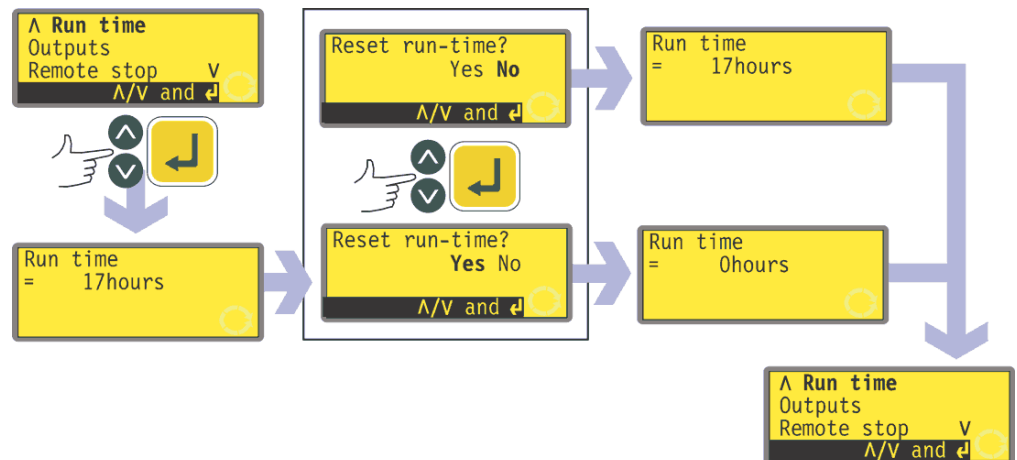 Λ Run time
Outputs
Remote stop V
Λ/V and ↵
Run time
= 17hours
Reset run-time?
Yes No
Λ/V and ↵
Reset run-time?
Yes No
Λ/V and ↵
Run time
= 17hours
Run time
= 0hours
Λ Run time
Outputs
Remote stop V
Λ/V and ↵